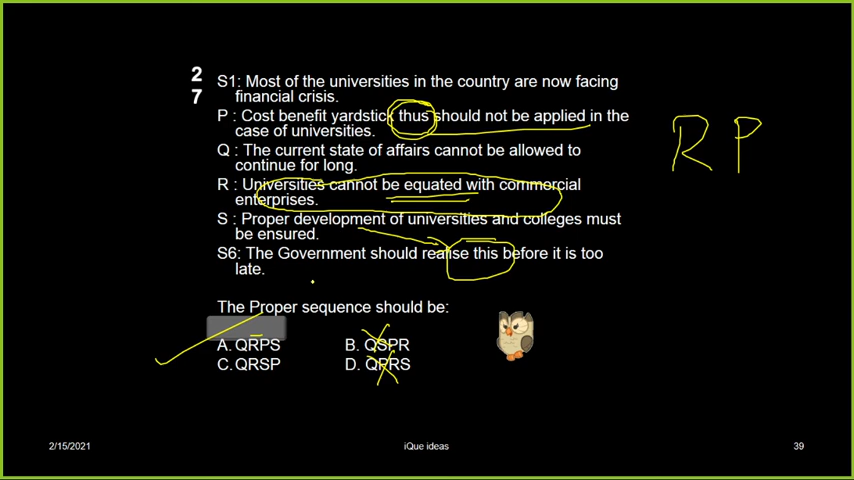 2
7
S1: Most of the universities in the country are now facing
financial crisis.
P : Cost benefit yardstick thus should not be applied in the
case of universities.
Q : The current state of affairs cannot be allowed to
continue for long.
R : Universities cannot be equated with commercial
enterprises.
S : Proper development of universities and colleges must
be ensured.
S6: The Government should realise this before it is too
late.
R P
The Proper sequence should be:
A. QRPS B. QSPR
C.QRSP D. QPRS
2/15/2021 iQue ideas 39